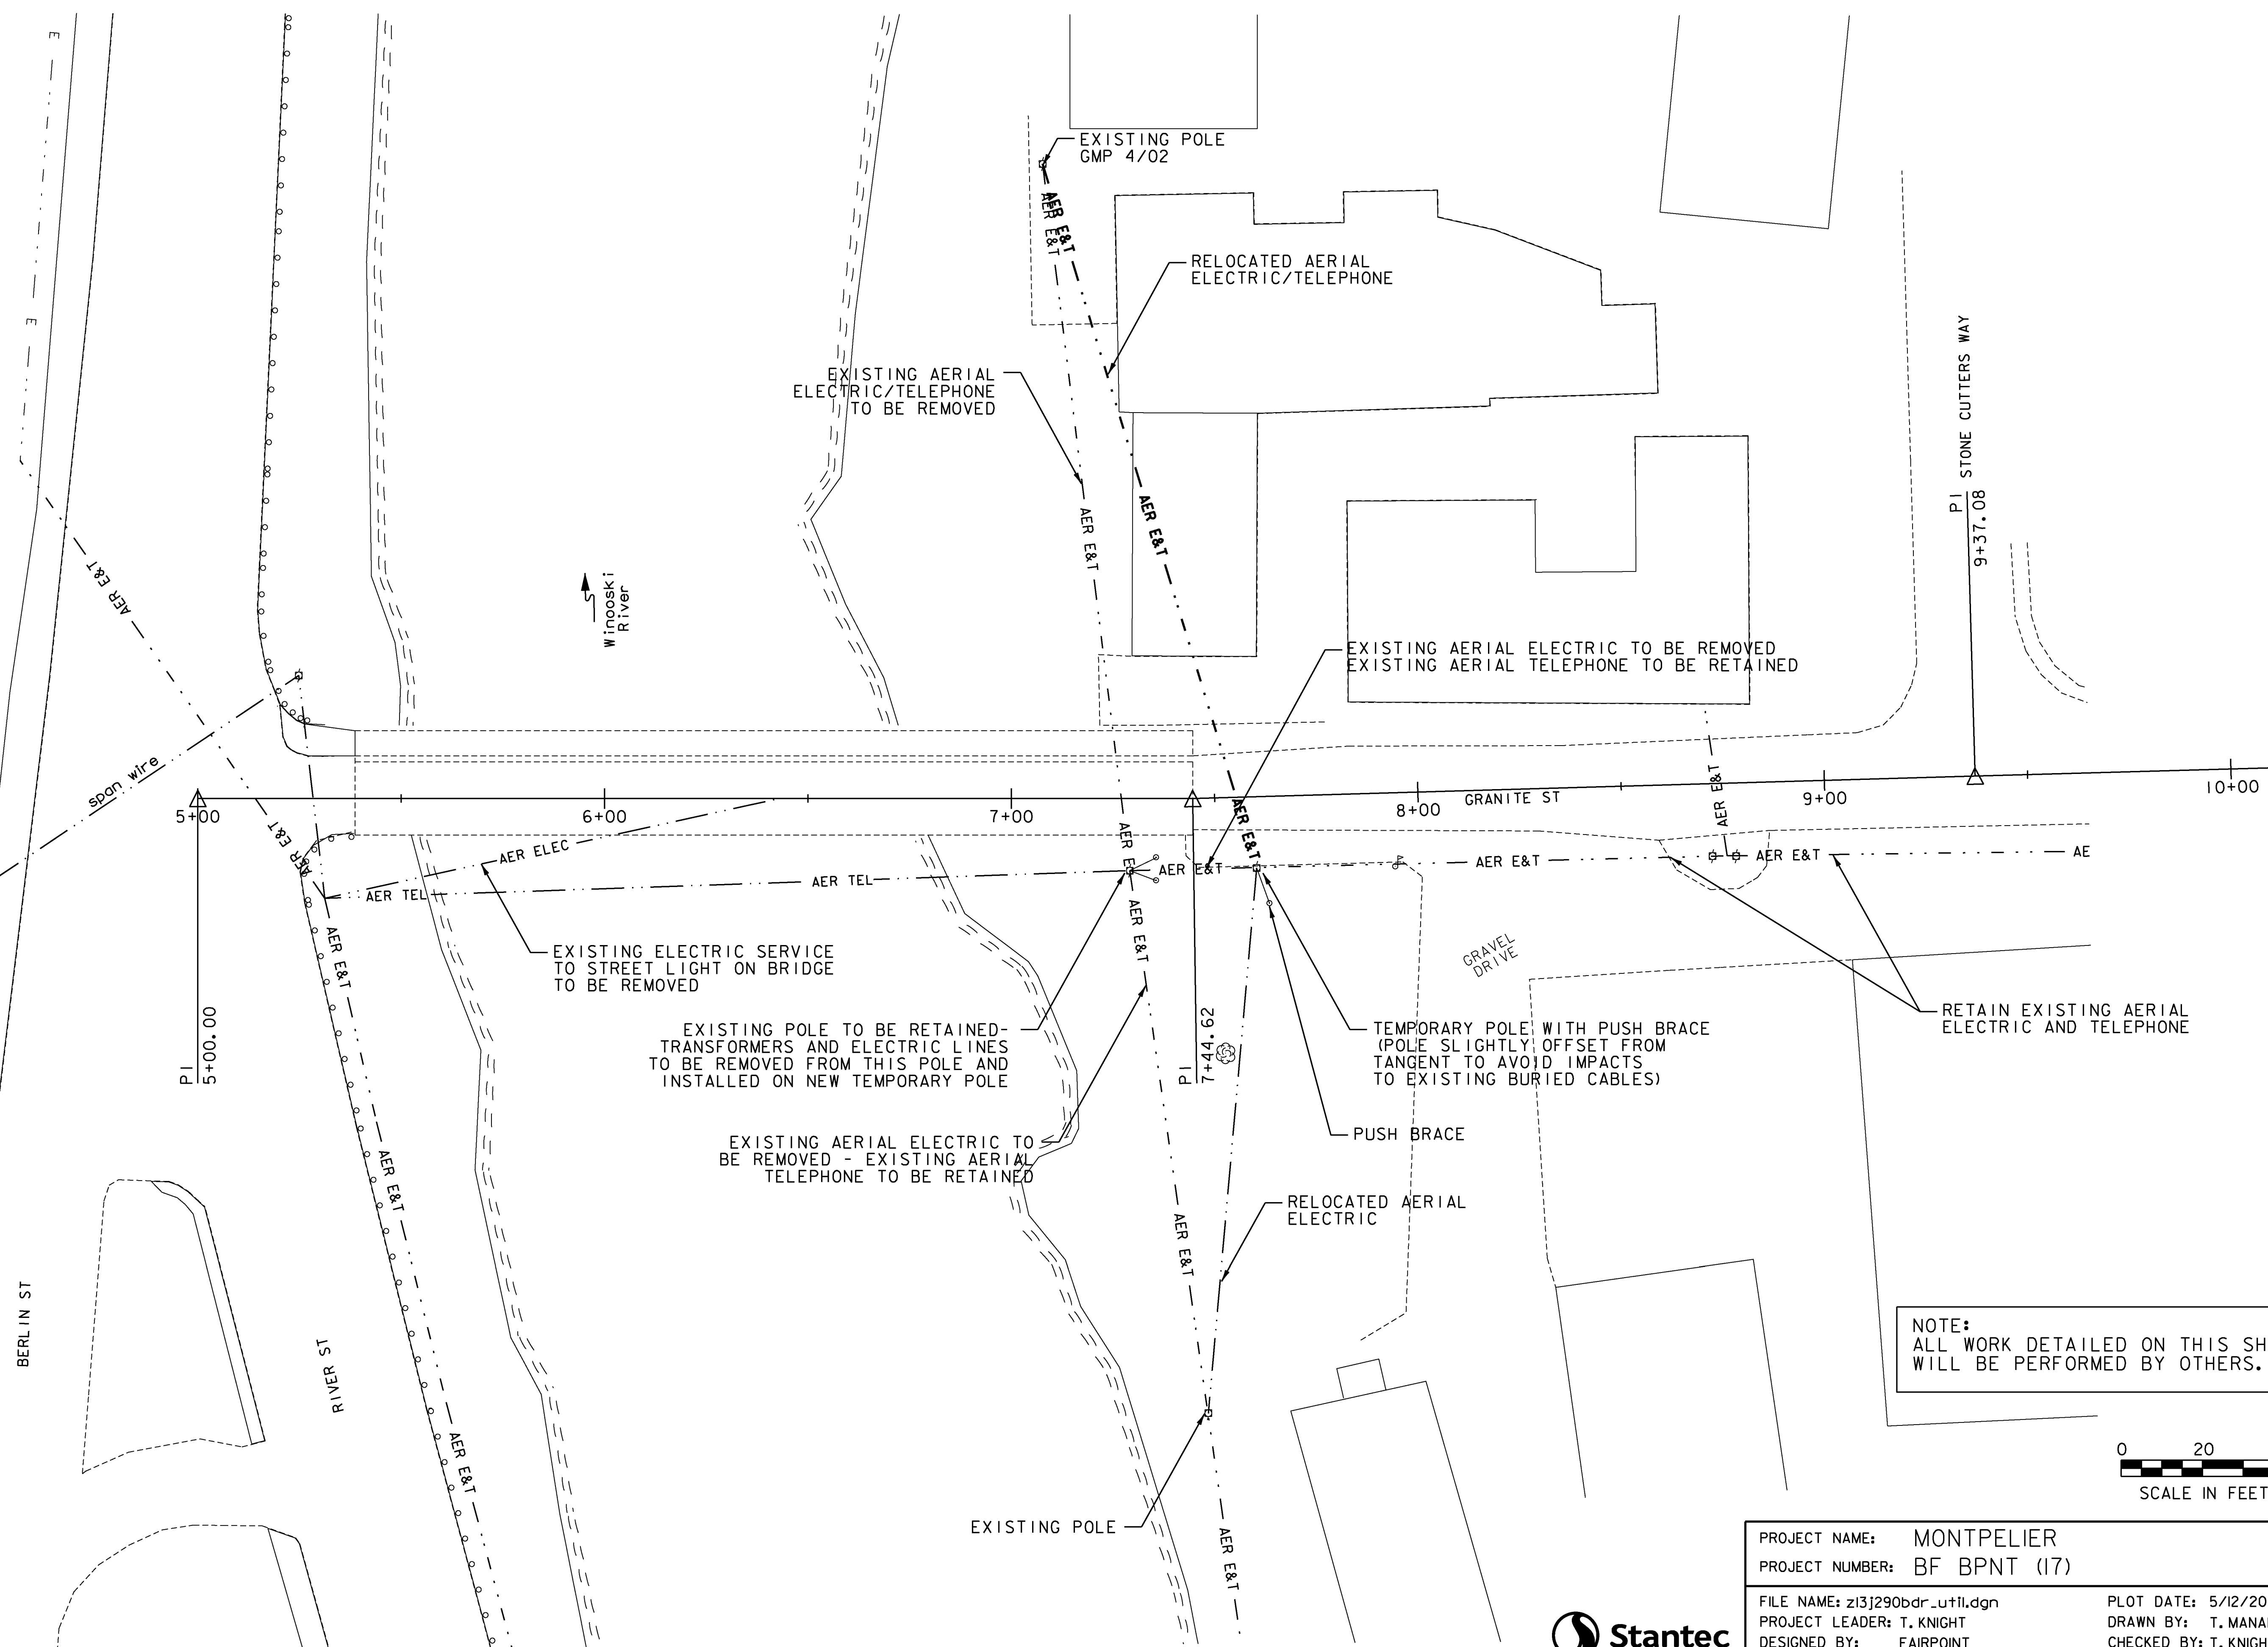 E
E
EXISTING POLE
GMP 4/02
AER E&T
AER E&T
RELOCATED AERIAL
ELECTRIC/TELEPHONE
EXISTING AERIAL
ELECTRIC/TELEPHONE
TO BE REMOVED
STONE CUTTERS WAY
PI
9+37.08
AER E&T
AER E&T
AER E&T
Winooski
River
EXISTING AERIAL ELECTRIC TO BE REMOVED
EXISTING AERIAL TELEPHONE TO BE RETAINED
span wire
AER E&T
5+00
6+00
7+00
8+00
GRANITE ST
9+00
10+00
AER E&T
AER E&T
AER
AER ELEC
AER E
AER E&T
AER TEL
AER TEL
AER E&T
AER E&T
AER E&T
AE
AER E&T
AER E&T
EXISTING ELECTRIC SERVICE
TO STREET LIGHT ON BRIDGE
TO BE REMOVED
GRAVEL
DRIVE
PI
5+00.00
EXISTING POLE TO BE RETAINED-
TRANSFORMERS AND ELECTRIC LINES
TO BE REMOVED FROM THIS POLE AND
INSTALLED ON NEW TEMPORARY POLE
PI
7+44.62
TEMPORARY POLE WITH PUSH BRACE
(POLE SLIGHTLY OFFSET FROM
TANGENT TO AVOID IMPACTS
TO EXISTING BURIED CABLES)
RETAIN EXISTING AERIAL
ELECTRIC AND TELEPHONE
PUSH BRACE
EXISTING AERIAL ELECTRIC TO
BE REMOVED - EXISTING AERIAL
TELEPHONE TO BE RETAINED
AER E&T
RELOCATED AERIAL
ELECTRIC
AER E&T
BERLIN ST
RIVER ST
NOTE:
ALL WORK DETAILED ON THIS SH
WILL BE PERFORMED BY OTHERS.
AER E&T
0 20
SCALE IN FEET
EXISTING POLE
AER E&T
PROJECT NAME: MONTPELIER
PROJECT NUMBER: BF BPNT (17)
FILE NAME: z13j290bdr_util.dgn
PLOT DATE: 5/12/20
PROJECT LEADER: T. KNIGHT
DRAWN BY: T. MANA
DESIGNED BY: FAIRPOINT
CHECKED BY: T. KNIGH
Stantec